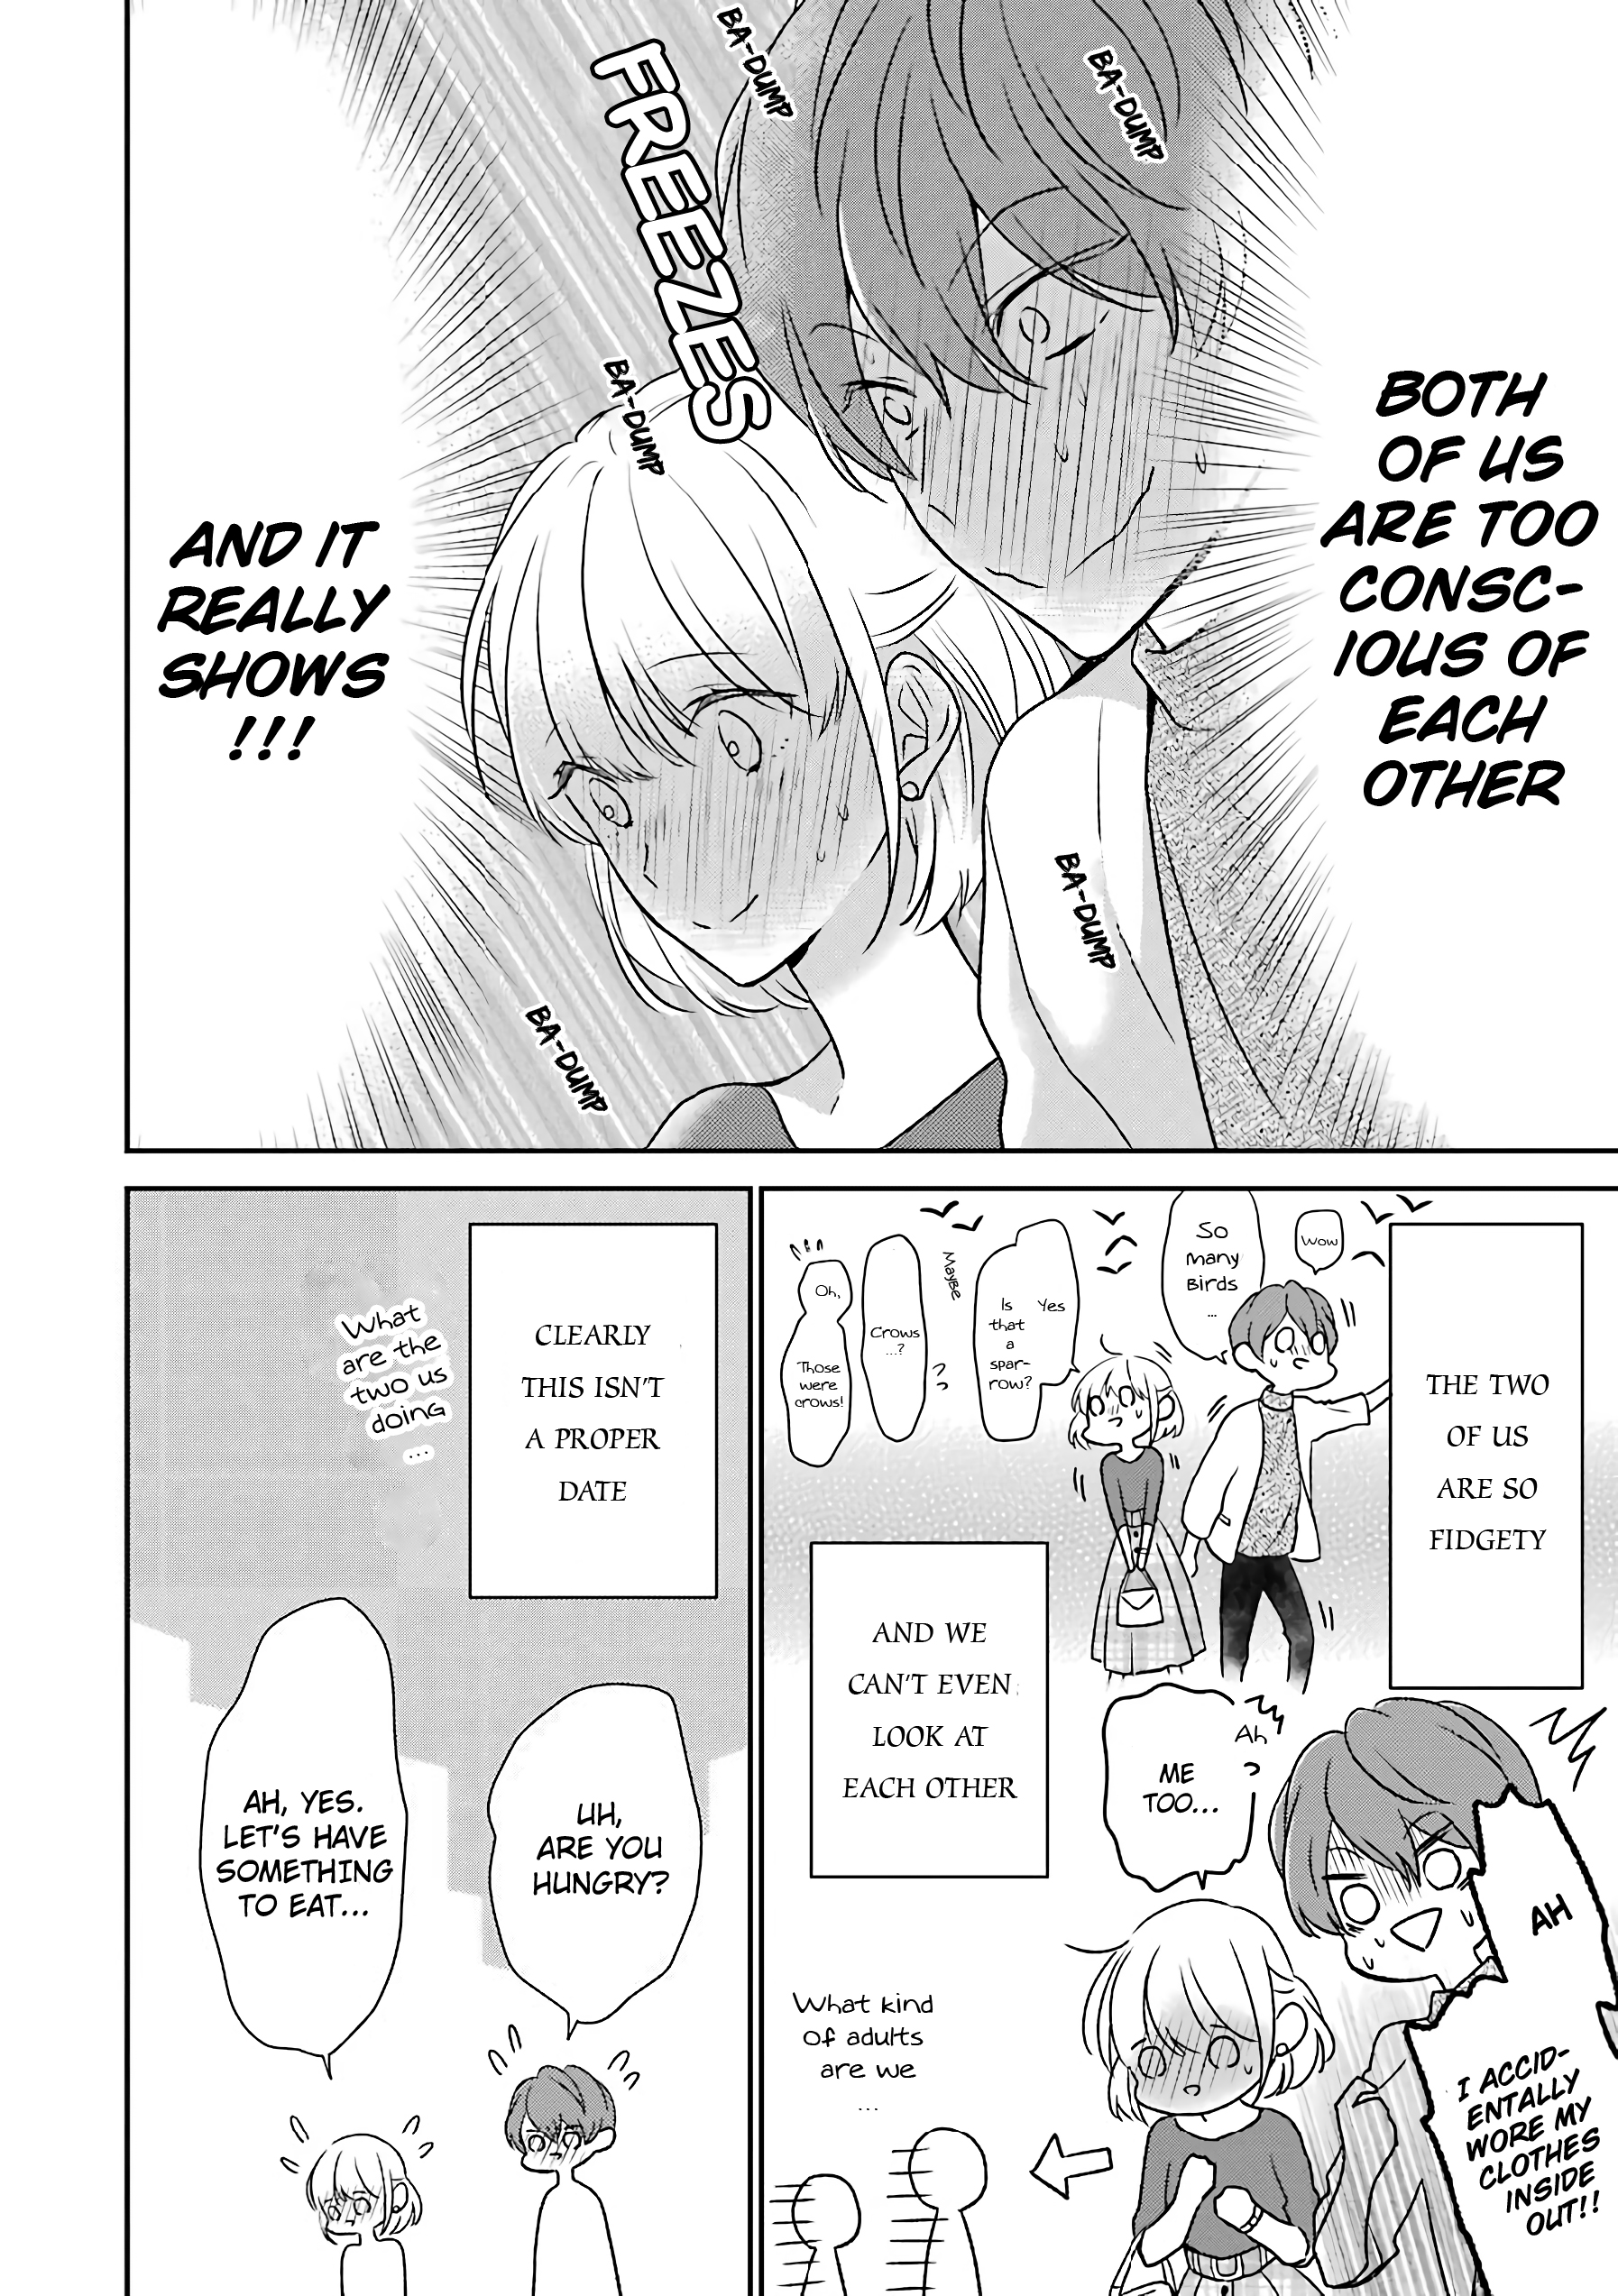 BOTH
OF US
ARE TOO
CONSC-
IOUS OF
EACH
OTHER
BA-DUMP
BA-DUMP
FREEZES
BA-DUMP
BA-DUMP
BA-DUMP
AND IT
REALLY
SHOWS
!!!
THE TWO
OF US
ARE SO
FIDGETY
Wow
So
many
Birds
...
Yes
Is
that
a
spar-
row?
Maybe
Crows
...?
Oh,
Those
were
crows!
AND WE
CAN'T EVEN
LOOK AT
EACH OTHER
AH
I ACCID-
ENTALLY
WORE MY
CLOTHES
INSIDE
OUT!!
Ah
ME
TOO...
What kind
of adults
are we
...
CLEARLY
THIS ISN'T
A PROPER
DATE
What
are the
two us
doing
...
UH,
ARE YOU
HUNGRY?
AH, YES.
LET'S HAVE
SOMETHING
TO EAT...